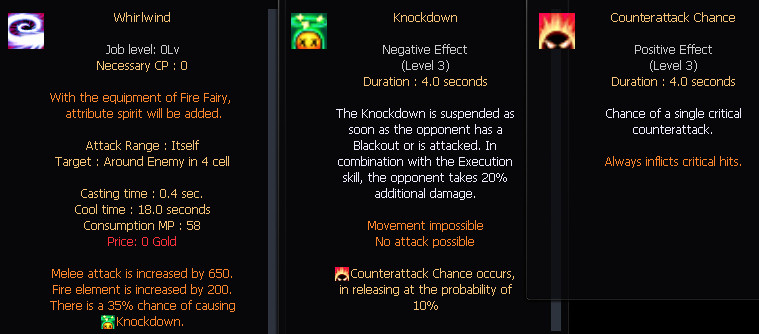 Whirlwind
Job level: 0Lv
Necessary CP : 0
With the equipment of Fire Fairy,
attribute spirit will be added.
Attack Range : Itself
Target : Around Enemy in 4 cell
Casting time : 0.4 sec.
Cool time : 18.0 seconds
Consumption MP : 58
Price: 0 Gold
Melee attack is increased by 650.
Fire element is increased by 200.
There is a 35% chance of causing
Knockdown.
Knockdown
Negative Effect
(Level 3)
Duration : 4.0 seconds
The Knockdown is suspended as
soon as the opponent has a
Blackout or is attacked. In
combination with the Execution
skill, the opponent takes 20%
additional damage.
Movement impossible
No attack possible
Counterattack Chance occurs,
in releasing at the probability of
10%
Counterattack Chance
Positive Effect
(Level 3)
Duration : 4.0 seconds
Chance of a single critical
counterattack.
Always inflicts critical hits.